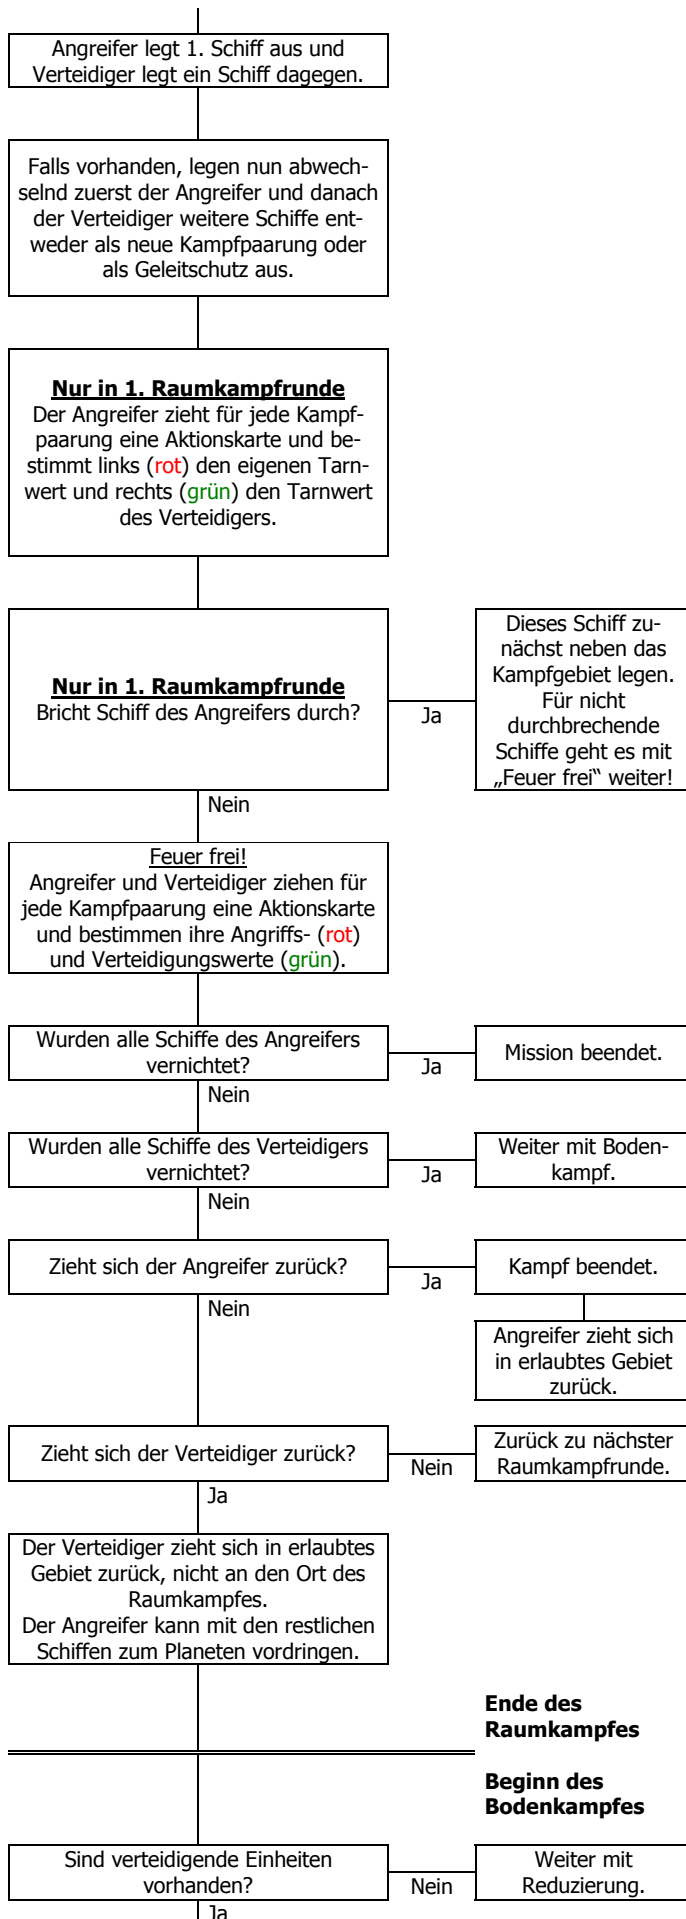 Angreifer legt 1. Schiff aus und
Verteidiger legt ein Schiff dagegen.
Falls vorhanden, legen nun abwech-
selnd zuerst der Angreifer und danach
der Verteidiger weitere Schiffe ent-
weder als neue Kampfpaarung oder
als Geleitschutz aus.
Nur in 1. Raumkampfrunde
Der Angreifer zieht für jede Kampf-
paarung eine Aktionskarte und be-
stimmt links (rot) den eigenen Tarn-
wert und rechts (grün) den Tarnwert
des Verteidigers.
Nur in 1. Raumkampfrunde
Bricht Schiff des Angreifers durch?
Ja
Dieses Schiff zu-
nächst neben das
Kampfgebiet legen.
Für nicht
durchbrechende
Schiffe geht es mit
„Feuer frei“ weiter!
Nein
Feuer frei!
Angreifer und Verteidiger ziehen für
jede Kampfpaarung eine Aktionskarte
und bestimmen ihre Angriffs- (rot)
und Verteidigungswerte (grün).
Wurden alle Schiffe des Angreifers
vernichtet?
Ja
Mission beendet.
Nein
Wurden alle Schiffe des Verteidigers
vernichtet?
Ja
Weiter mit Boden-
kampf.
Nein
Zieht sich der Angreifer zurück?
Ja
Kampf beendet.
Nein
Angreifer zieht sich
in erlaubtes Gebiet
zurück.
Zieht sich der Verteidiger zurück?
Nein
Zurück zu nächster
Raumkampfrunde.
Ja
Der Verteidiger zieht sich in erlaubtes
Gebiet zurück, nicht an den Ort des
Raumkampfes.
Der Angreifer kann mit den restlichen
Schiffen zum Planeten vordringen.
Ende des
Raumkampfes
Beginn des
Bodenkampfes
Sind verteidigende Einheiten
vorhanden?
Nein
Weiter mit
Reduzierung.
Ja